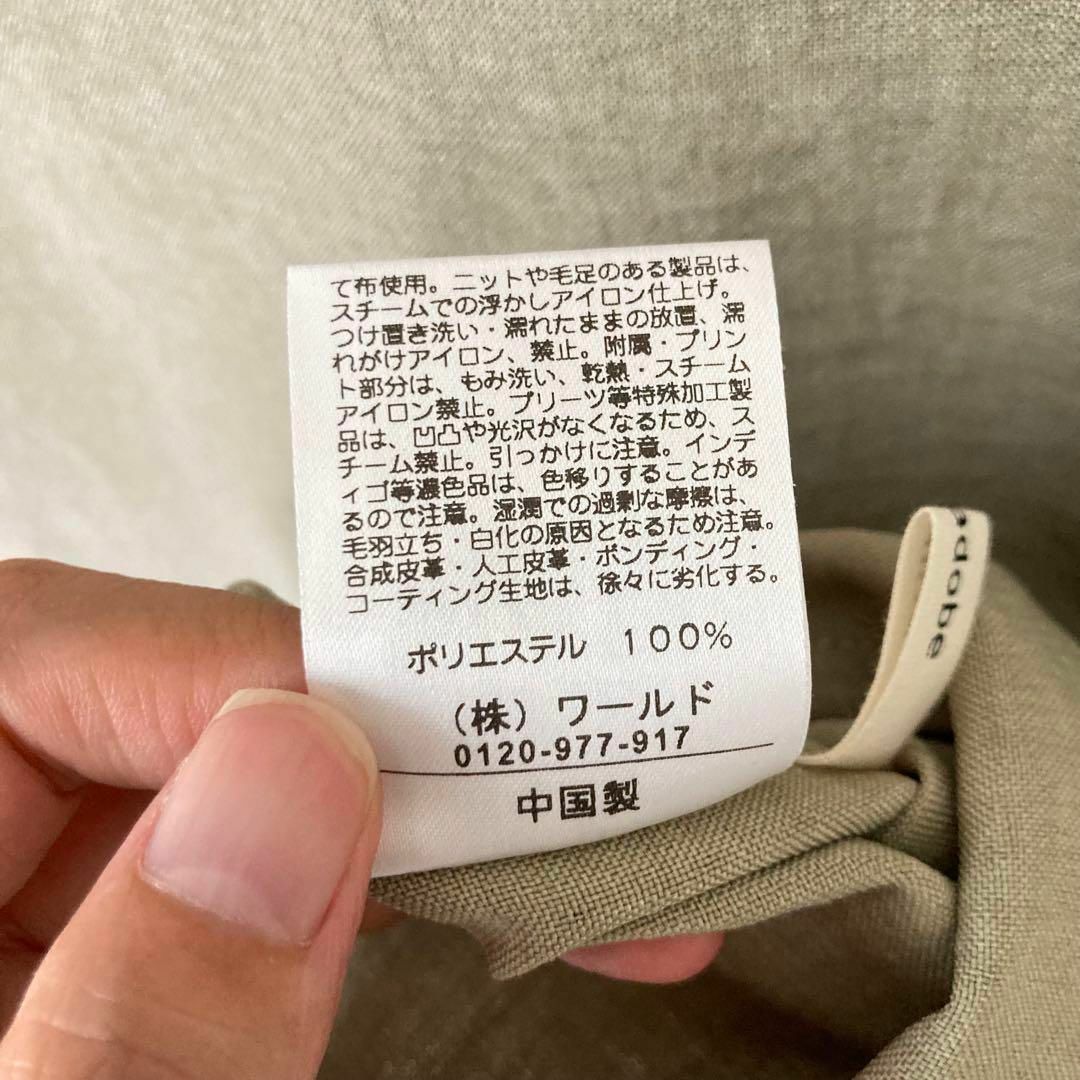 て布使用。ニットや毛足のある製品は、
スチームでの浮かしアイロン仕上げ。
つけ置き洗い・濡れたままの放置、濡
れがけアイロン、禁止。附属・プリン
ト部分は、もみ洗い、乾熱・スチーム
アイロン禁止。プリーツ等特殊加工製
品は、凹凸や光沢がなくなるため、ス
チーム禁止。引っかけに注意。インデ
ィゴ等濃色品は、色移りすることがあ
るので注意。湿潤での過剰な摩擦は、
毛羽立ち・白化の原因となるため注意。
合成皮革・人工皮革・ボンディング・
コーティング生地は、徐々に劣化する。
ポリエステル 100%
(株) ワールド
0120-977-917
中国製
dobe